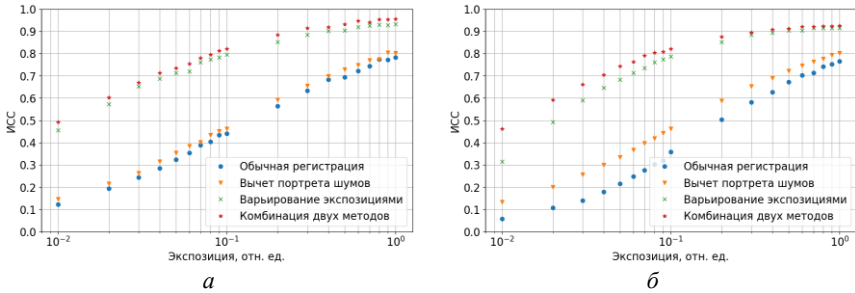 1.0
0.9
0.8
0.7
0.6
0.5
0.4
0.3
0.2
0.1
0.0
ИСС
Обычная регистрация
Вычет портрета шумов
Варьирование экспозициями
Комбинация двух методов
10⁻² 10⁻¹ 10⁰
Экспозиция, отн. ед.
а
1.0
0.9
0.8
0.7
0.6
0.5
0.4
0.3
0.2
0.1
0.0
ИСС
Обычная регистрация
Вычет портрета шумов
Варьирование экспозициями
Комбинация двух методов
10⁻² 10⁻¹ 10⁰
Экспозиция, отн. ед.
б